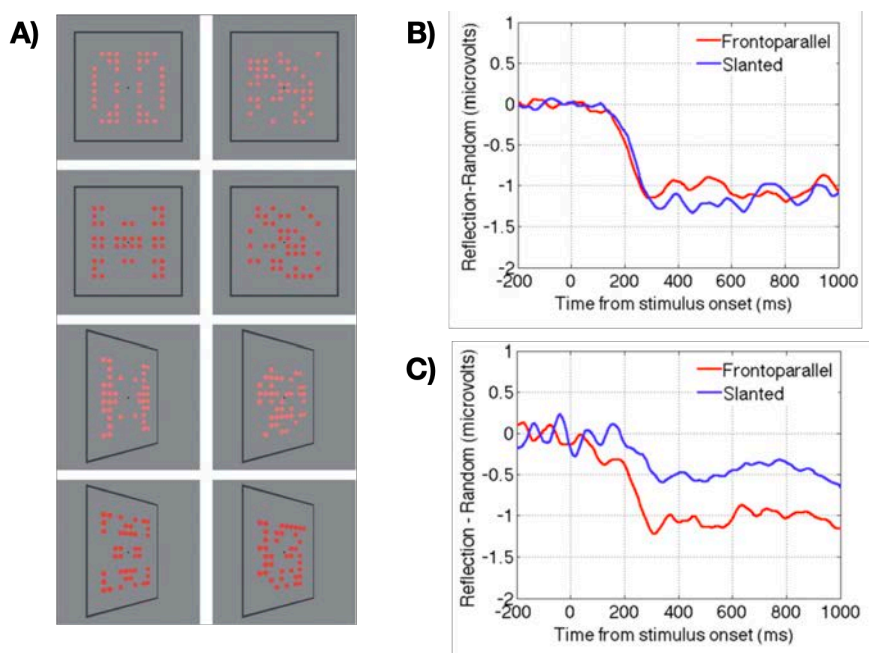 A)
B)
Reflection-Random (microvolts)
1
0.5
0
-0.5
-1
-1.5
-2
-200 0 200 400 600 800 1000
Time from stimulus onset (ms)
Frontoparallel
Slanted
C)
Reflection - Random (microvolts)
1
0.5
0
-0.5
-1
-1.5
-2
-200 0 200 400 600 800 1000
Time from stimulus onset (ms)
Frontoparallel
Slanted